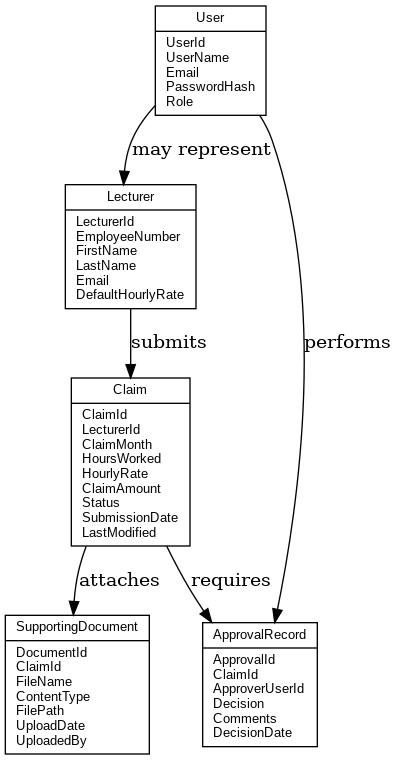 User
UserId
UserName
Email
PasswordHash
Role
may represent
Lecturer
LecturerId
EmployeeNumber
FirstName
LastName
Email
DefaultHourlyRate
submits
performs
Claim
ClaimId
LecturerId
ClaimMonth
HoursWorked
HourlyRate
ClaimAmount
Status
SubmissionDate
LastModified
attaches
requires
SupportingDocument
DocumentId
ClaimId
FileName
ContentType
FilePath
UploadDate
UploadedBy
ApprovalRecord
ApprovalId
ClaimId
ApproverUserId
Decision
Comments
DecisionDate